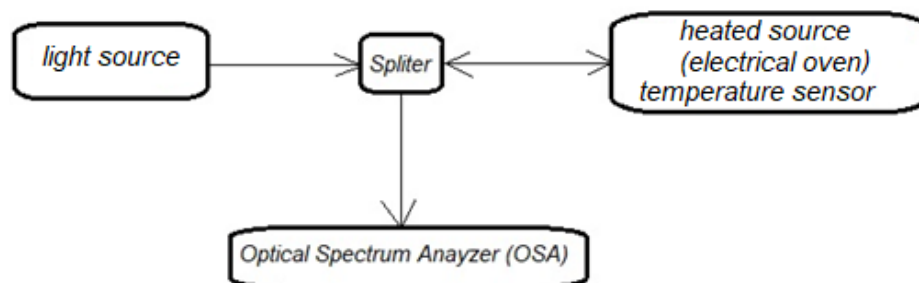 light source
Spliter
heated source
(electrical oven)
temperature sensor
Optical Spectrum Anayzer (OSA)